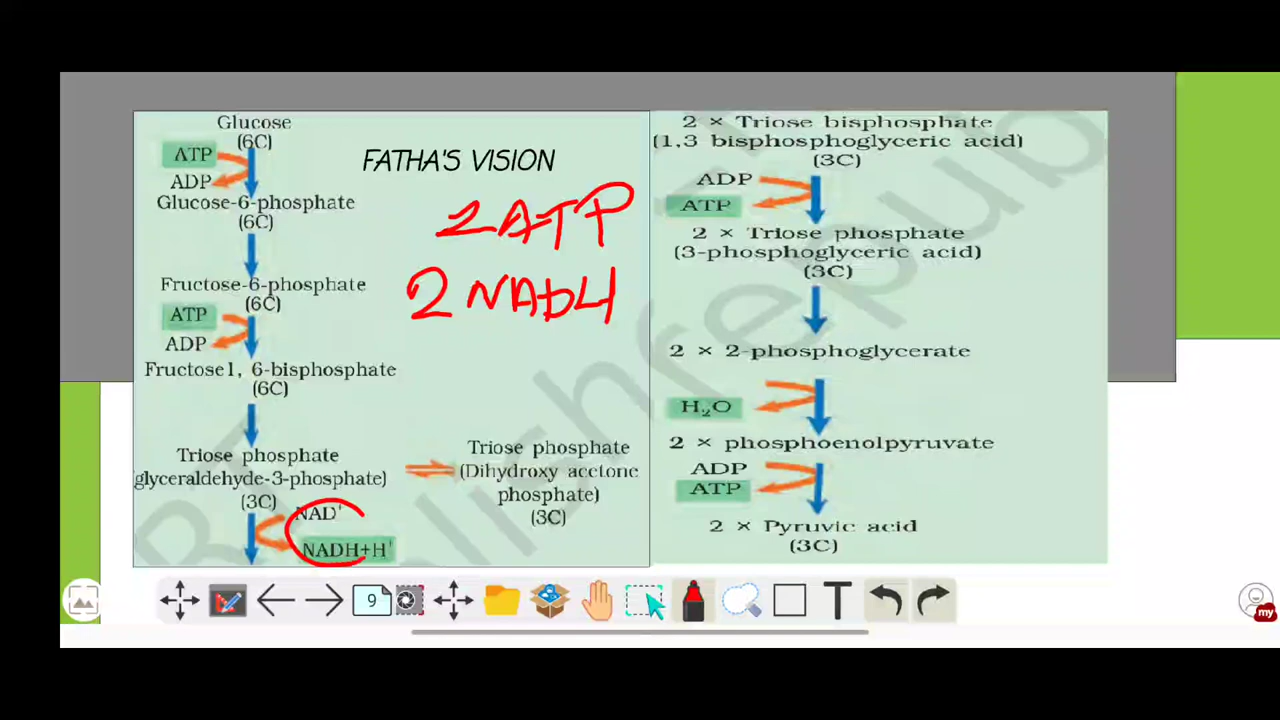 Glucose
(6C)
ATP
ADP
Glucose-6-phosphate
(6C)
Fructose-6-phosphate
(6C)
ATP
ADP
Fructose1, 6-bisphosphate
(6C)
Triose phosphate
(glyceraldehyde-3-phosphate)
(3C)
NAD⁺
NADH+H⁺
FATHA'S VISION
2ATP
2 NADH
Triose phosphate
(Dihydroxy acetone
phosphate)
(3C)
2 × Triose bisphosphate
(1,3 bisphosphoglyceric acid)
(3C)
ADP
ATP
2 × Triose phosphate
(3-phosphoglyceric acid)
(3C)
2 × 2-phosphoglycerate
H₂O
2 × phosphoenolpyruvate
ADP
ATP
2 × Pyruvic acid
(3C)
9
T
my